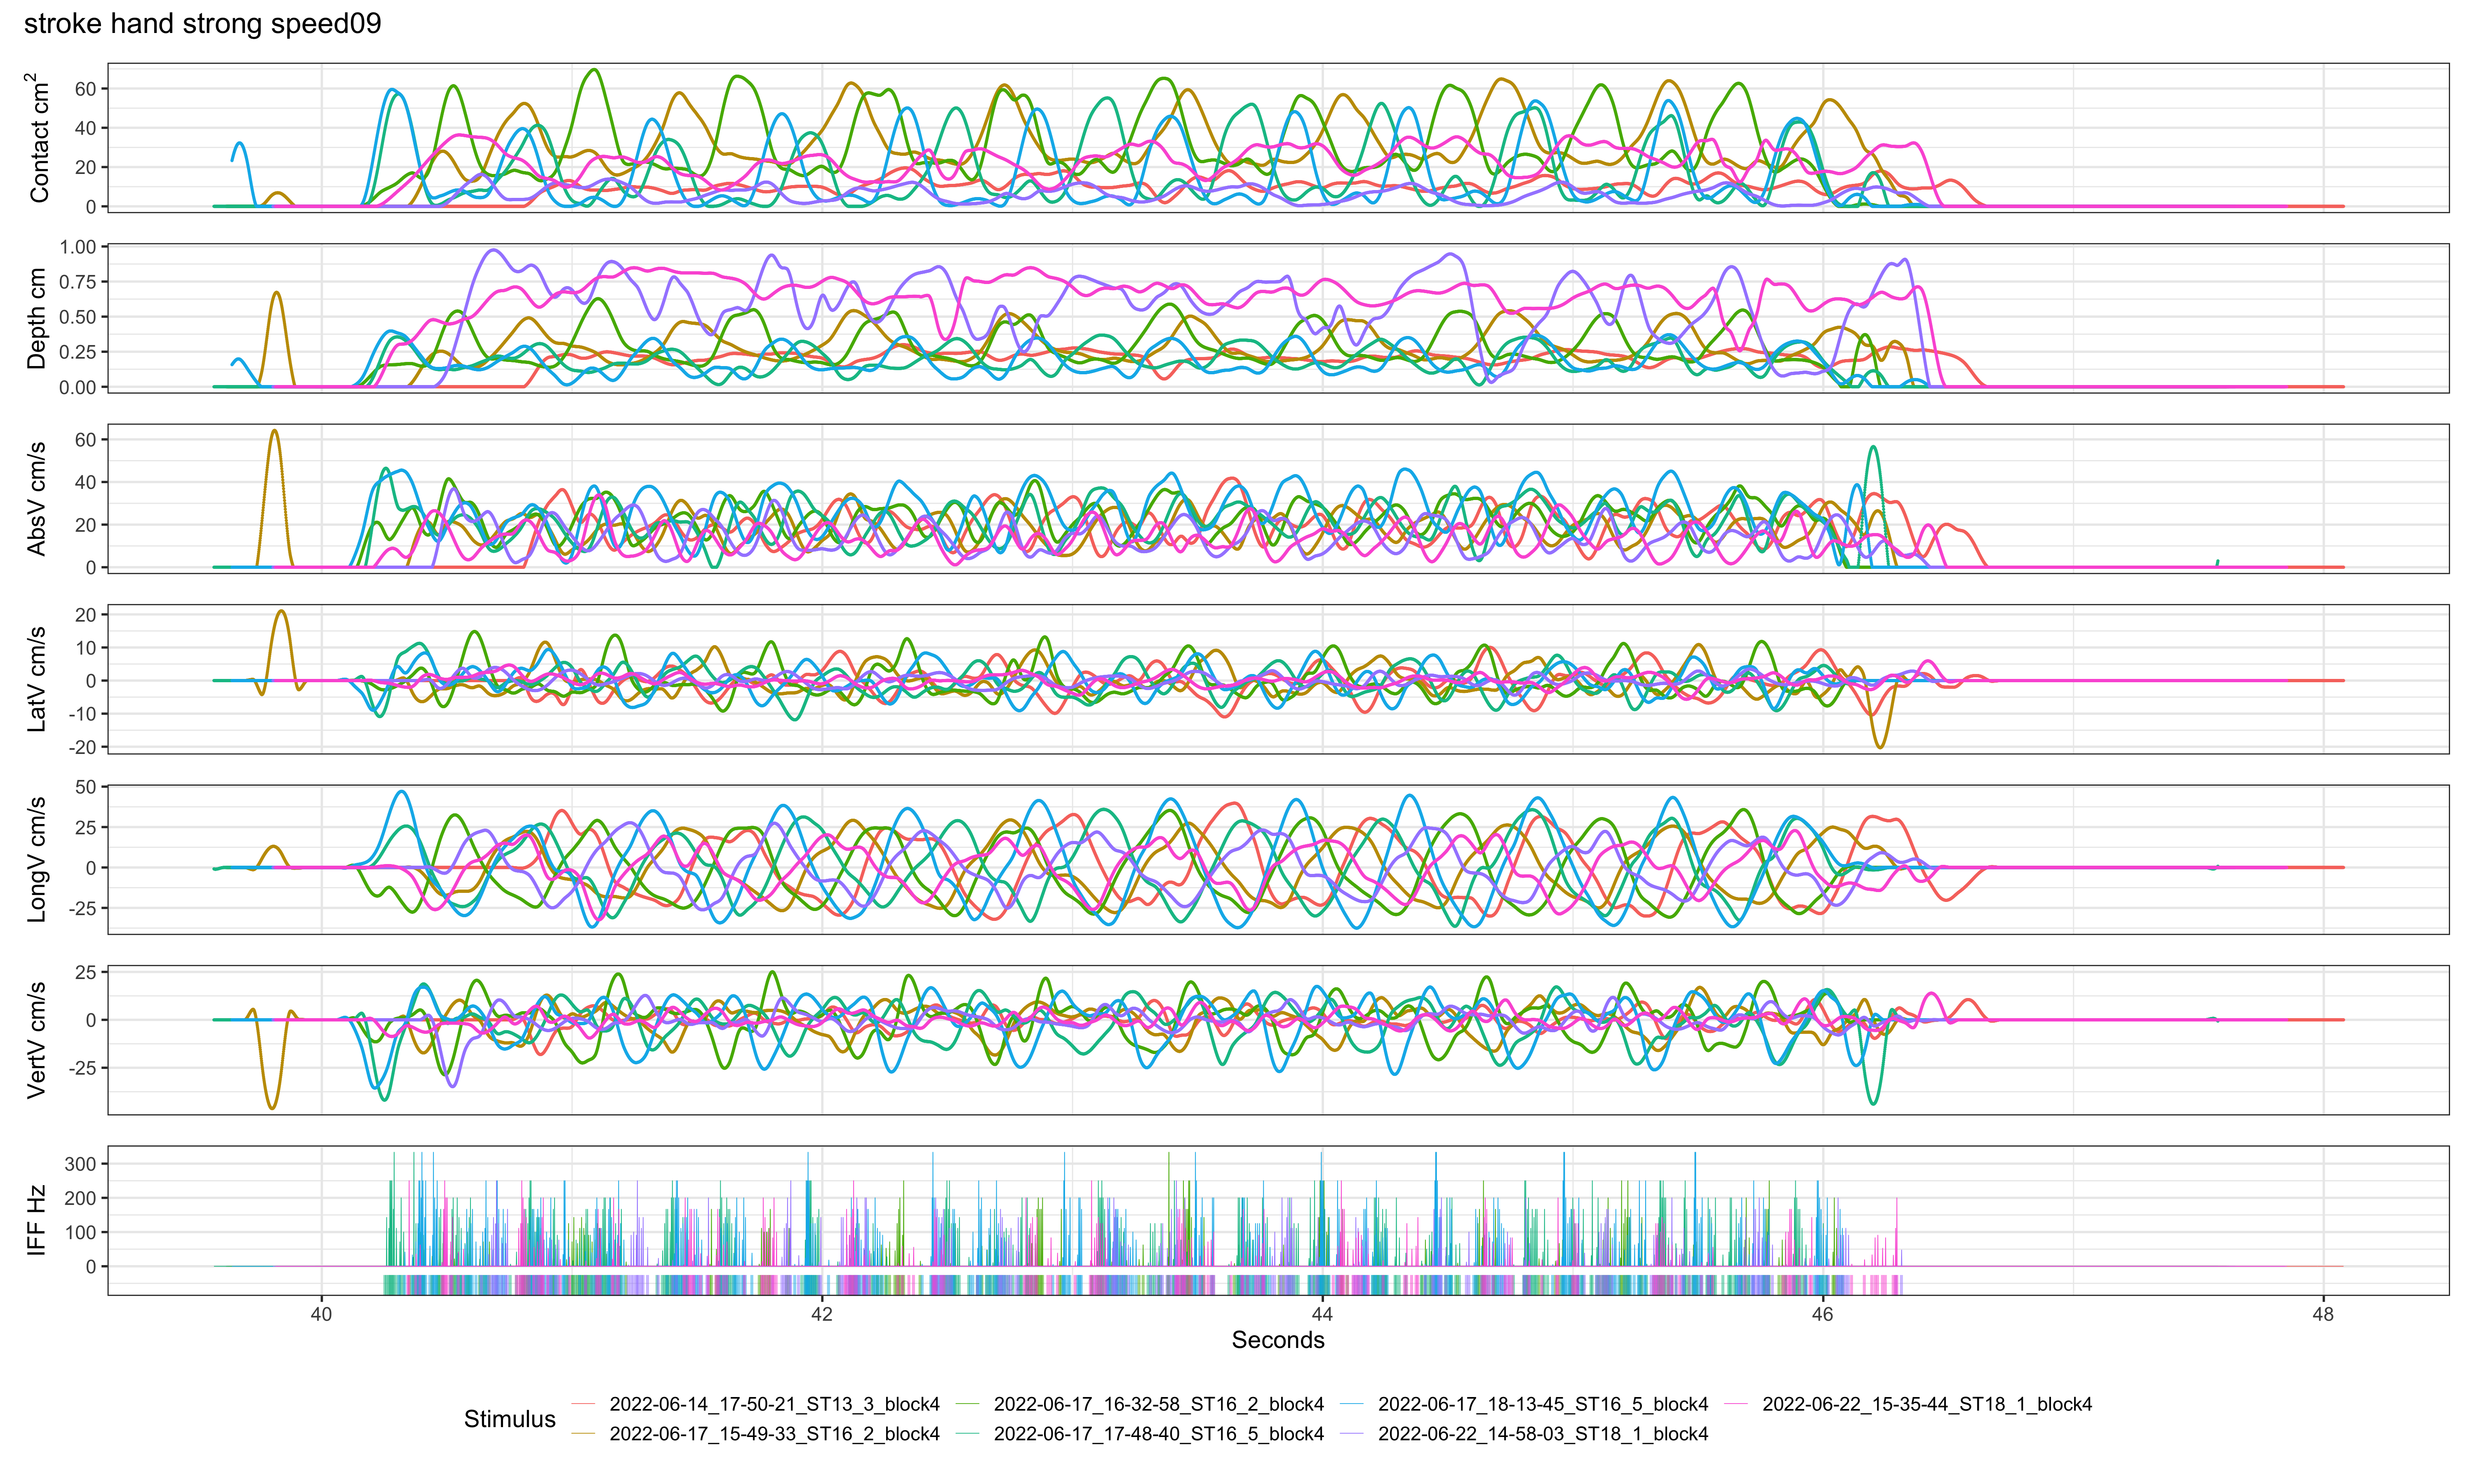 stroke hand strong speed09
Contact cm²
60
40
20
0
Depth cm
1.00
0.75
0.50
0.25
0.00
AbsV cm/s
60
40
20
0
LatV cm/s
20
10
0
-10
-20
LongV cm/s
50
25
0
-25
VertV cm/s
25
0
-25
IFF Hz
300
200
100
0
40 42 44 46 48
Seconds
Stimulus
2022-06-14_17-50-21_ST13_3_block4 2022-06-17_16-32-58_ST16_2_block4 2022-06-17_18-13-45_ST16_5_block4 2022-06-22_15-35-44_ST18_1_block4
2022-06-17_15-49-33_ST16_2_block4 2022-06-17_17-48-40_ST16_5_block4 2022-06-22_14-58-03_ST18_1_block4